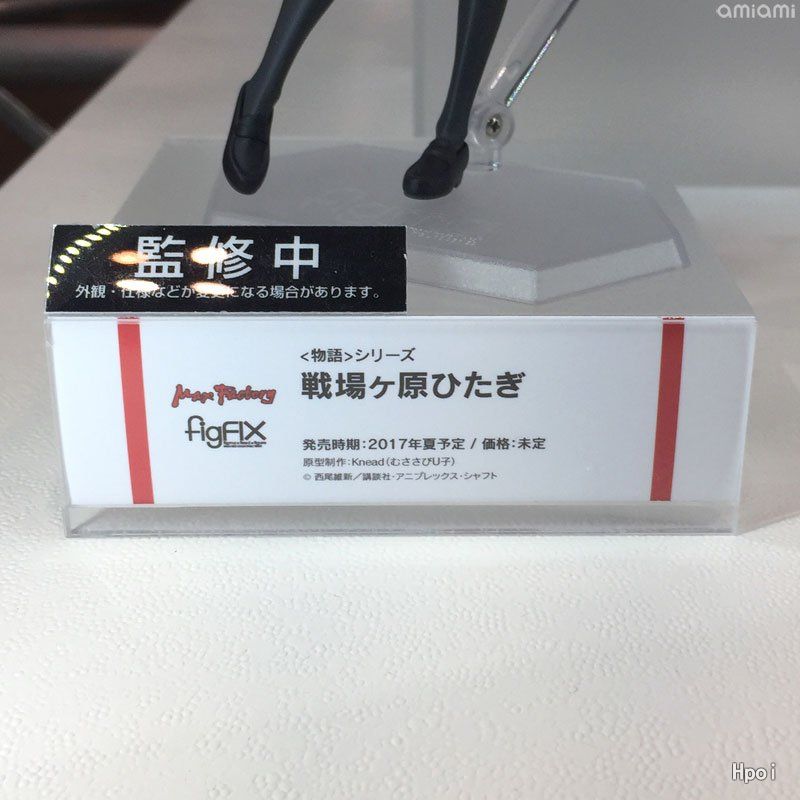 amiami
監修中
外観・仕様などが変更になる場合があります。
<物語>シリーズ
Max Factory
戦場ヶ原ひたぎ
figFIX
発売時期：2017年夏予定 / 価格：未定
原型制作：Knead（むささびU子）
© 西尾維新／講談社・アニプレックス・シャフト
Hpoi